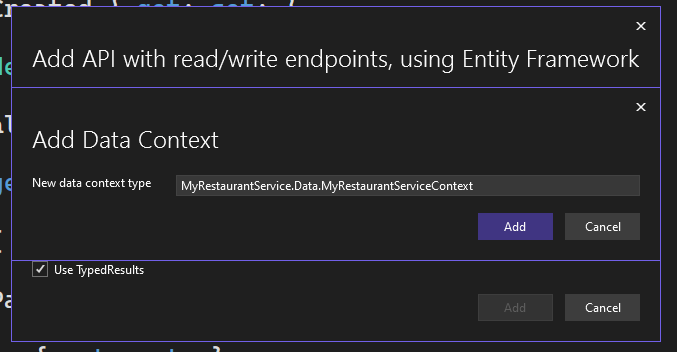 Add API with read/write endpoints, using Entity Framework
Add Data Context
New data context type MyRestaurantService.Data.MyRestaurantServiceContext
Add Cancel
Use TypedResults
Add Cancel